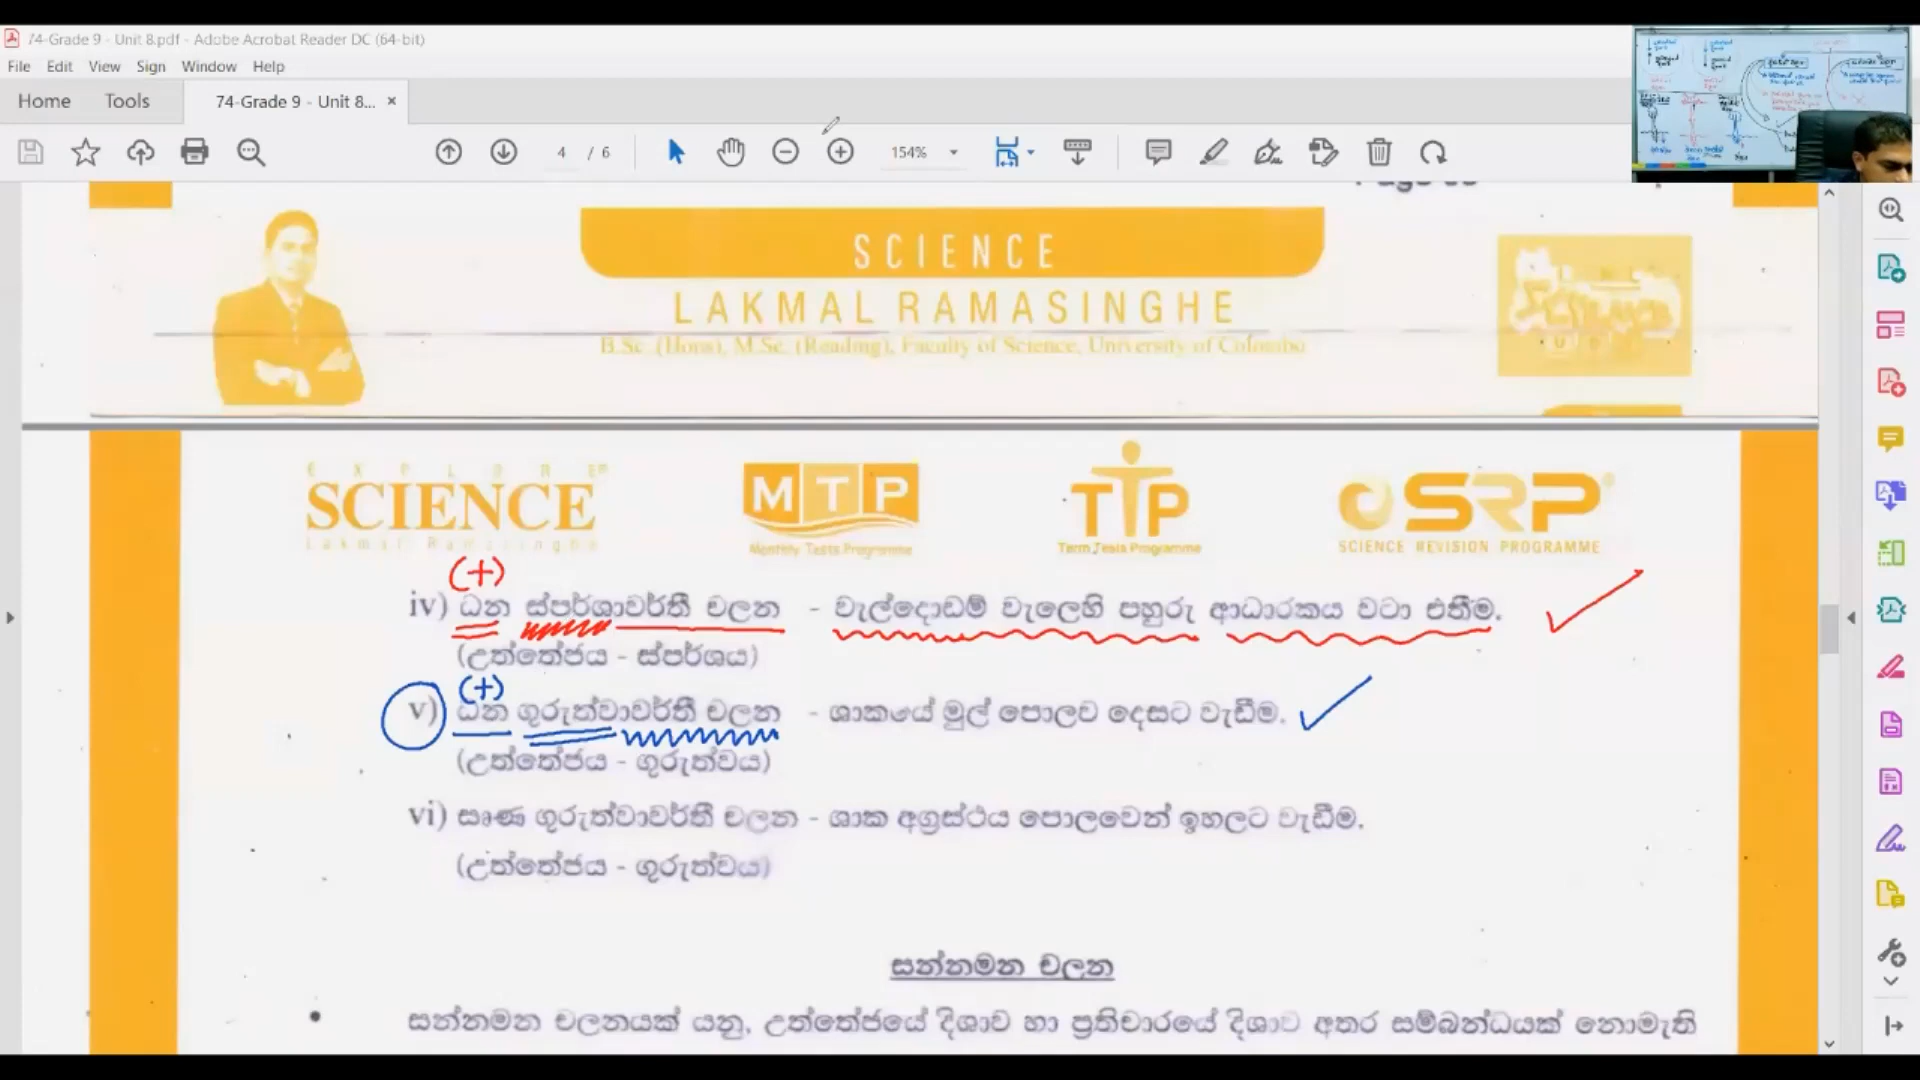 74-Grade 9 - Unit 8.pdf - Adobe Acrobat Reader DC (64-bit)
File Edit View Sign Window Help
Home Tools 74-Grade 9 - Unit 8... ×
4 / 6 154%
SCIENCE
LAKMAL RAMASINGHE
B.Sc. (Hons), M.Sc. (Reading), Faculty of Science, University of Colombo
EXPLORE
SCIENCE MTP TTP SRP
Lakmal Ramasinghe Monthly Tests Programme Term Tests Programme SCIENCE REVISION PROGRAMME
(+)
iv) ධන ස්පර්ශාවර්තී චලන - වැල්දොඩම් වැලෙහි පහුරු ආධාරකය වටා එතීම.
(උත්තේජය - ස්පර්ශය)
(+)
v) ධන ගුරුත්වාවර්තී චලන - ශාකයේ මුල් පොලව දෙසට වැඩීම.
(උත්තේජය - ගුරුත්වය)
vi) සෘණ ගුරුත්වාවර්තී චලන - ශාක අග්‍රස්ථය පොලවෙන් ඉහලට වැඩීම.
(උත්තේජය - ගුරුත්වය)
සන්නමන චලන
• සන්නමන චලනයක් යනු, උත්තේජයේ දිශාව හා ප්‍රතිචාරයේ දිශාව අතර සම්බන්ධයක් නොමැති